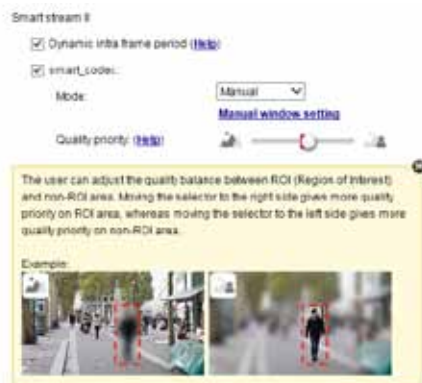 Smart stream II
Dynamic intra frame period (Help)
smart_codec:
Mode: Manual
Manual window setting
Quality priority: (Help)
The user can adjust the quality balance between ROI (Region of Interest)
and non-ROI area. Moving the selector to the right side gives more quality
priority on ROI area, whereas moving the selector to the left side gives more
quality priority on non-ROI area.
Example: